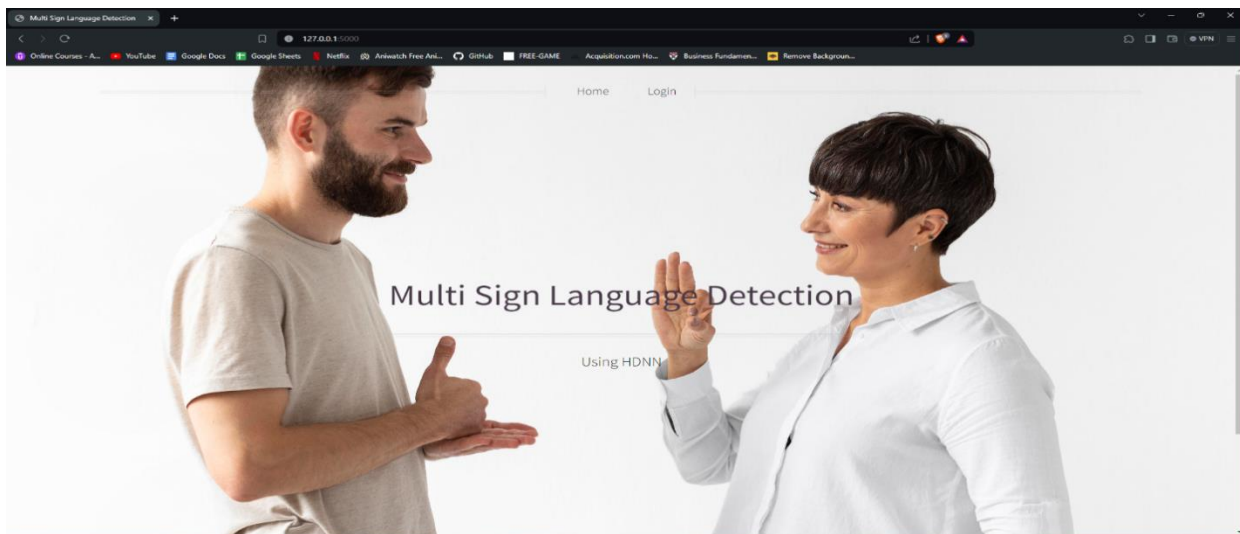 Multi Sign Language Detection
127.0.0.1:5000
Online Courses - A... YouTube Google Docs Google Sheets Netflix Aniwatch Free Ani... GitHub FREE-GAME Acquisition.com Ho... Business Fundamen... Remove Backgroun...
VPN
Home Login
Multi Sign Language Detection
Using HDNN